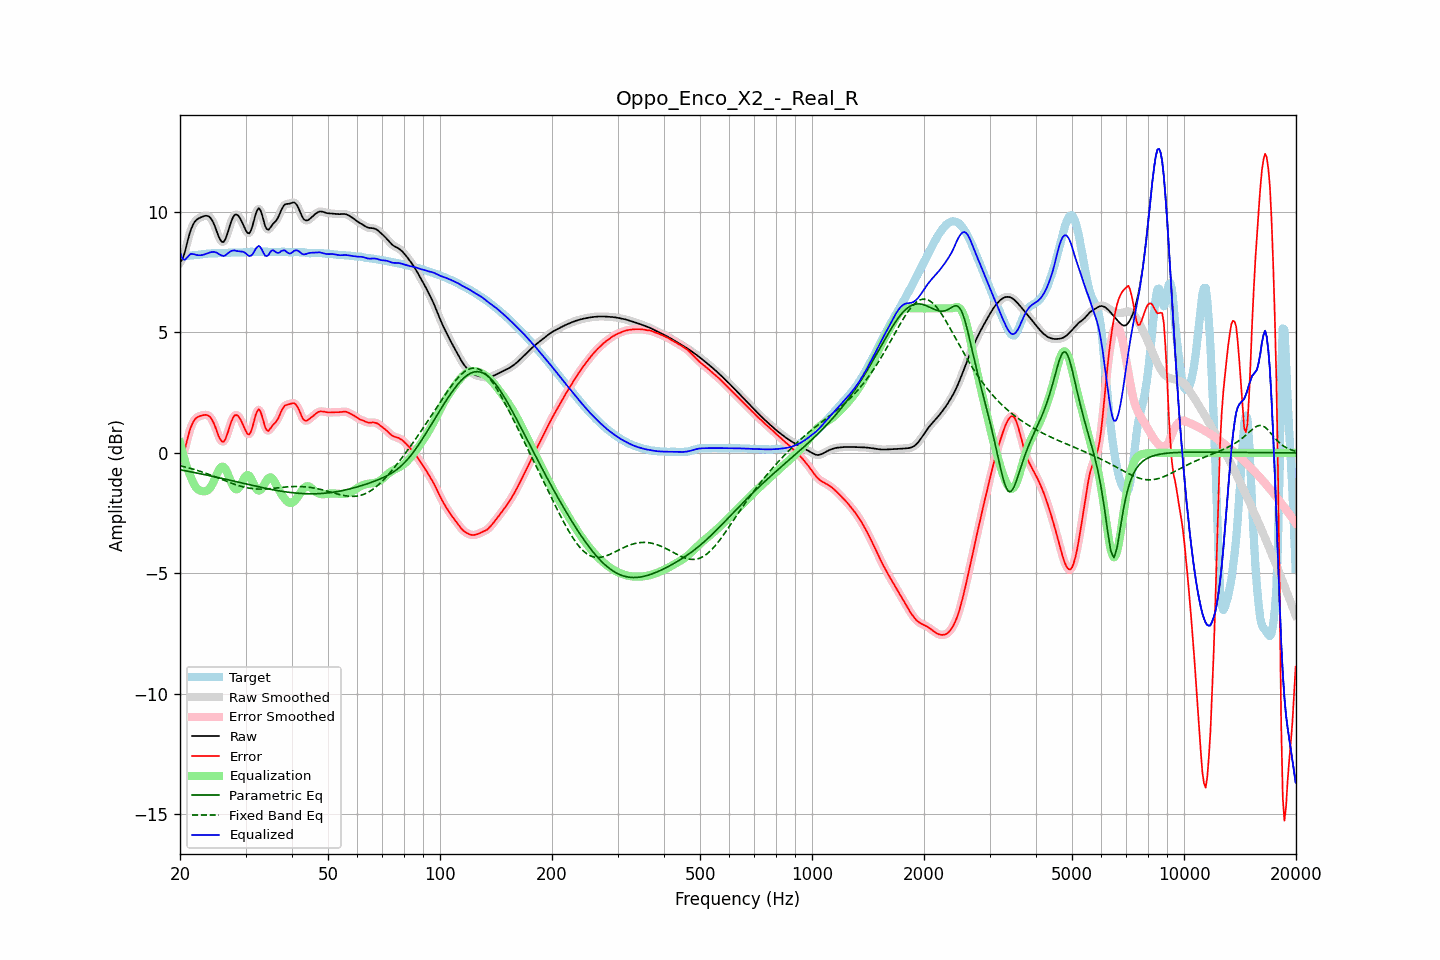 Oppo_Enco_X2_-_Real_R
Amplitude (dBr)
10
5
0
−5
−10
−15
Target
Raw Smoothed
Error Smoothed
Raw
Error
Equalization
Parametric Eq
Fixed Band Eq
Equalized
20 50 100 200 500 1000 2000 5000 10000 20000
Frequency (Hz)